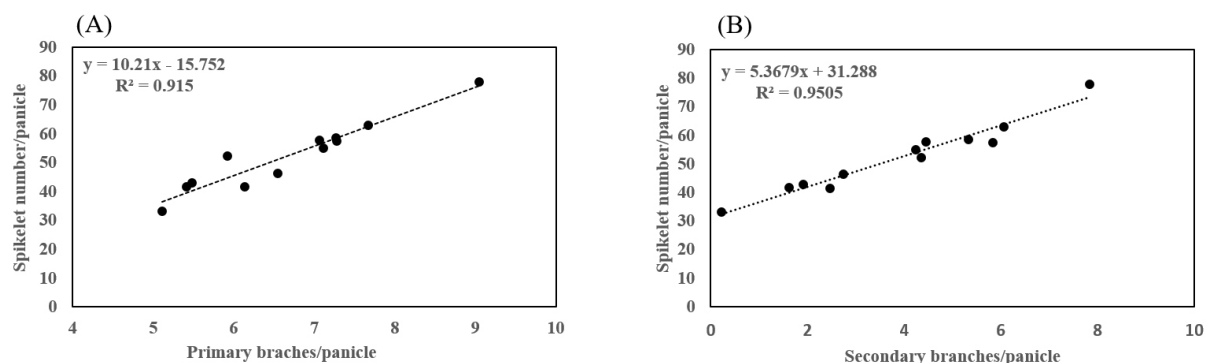 (A)
y = 10.21x - 15.752
R² = 0.915
Spikelet number/panicle
90
80
70
60
50
40
30
20
10
0
4 5 6 7 8 9 10
Primary braches/panicle
(B)
y = 5.3679x + 31.288
R² = 0.9505
Spikelet number/panicle
90
80
70
60
50
40
30
20
10
0
0 2 4 6 8 10
Secondary branches/panicle